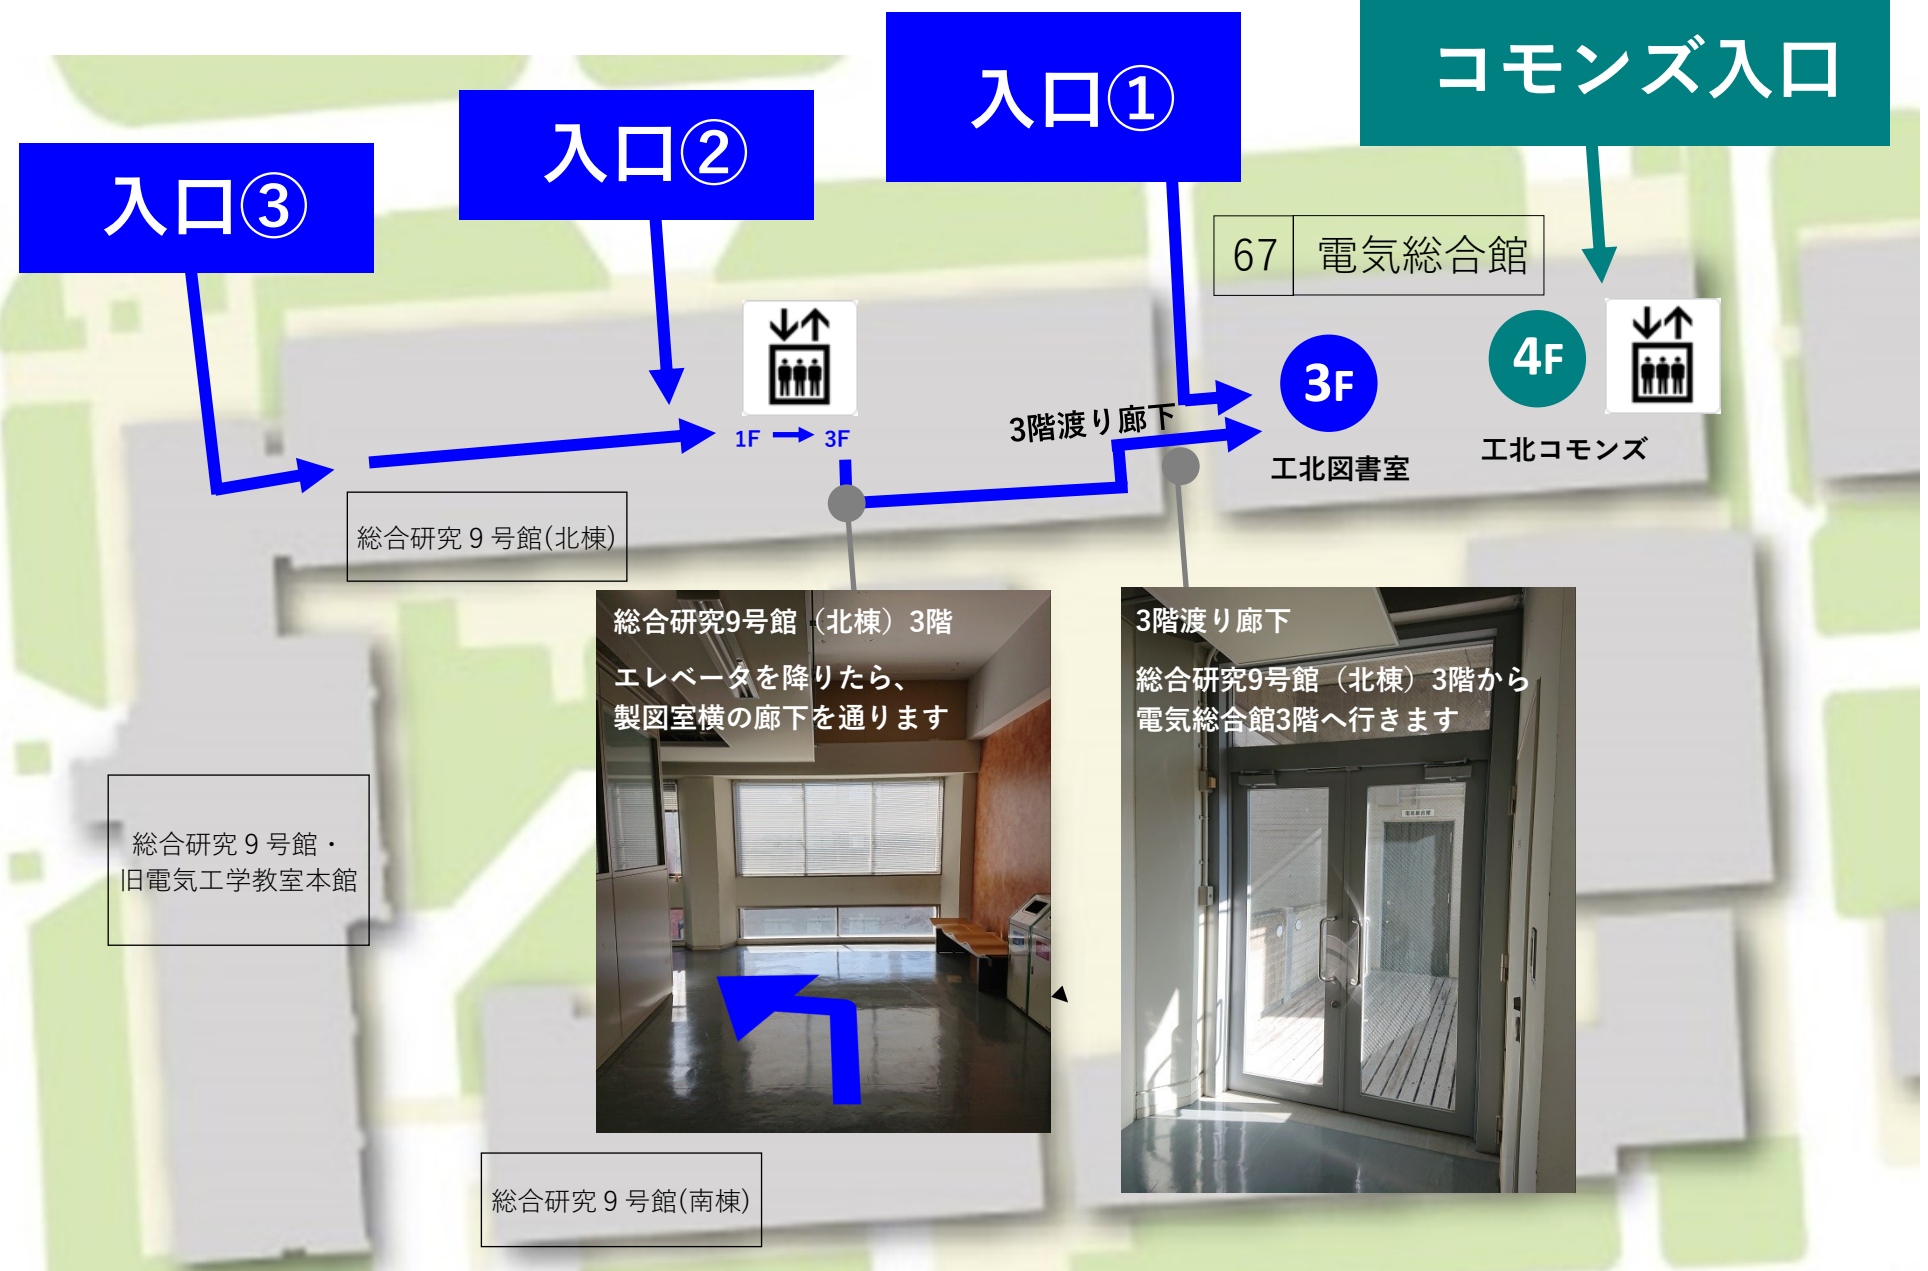 コモンズ入口
入口①
入口②
入口③
67 電気総合館
3F
4F
1F
3F
3階渡り廊下
工北図書室
工北コモンズ
総合研究9号館(北棟)
総合研究9号館（北棟）3階
エレベータを降りたら、
製図室横の廊下を通ります
3階渡り廊下
総合研究9号館（北棟）3階から
電気総合館3階へ行きます
総合研究9号館・
旧電気工学教室本館
電気総合館
総合研究9号館(南棟)